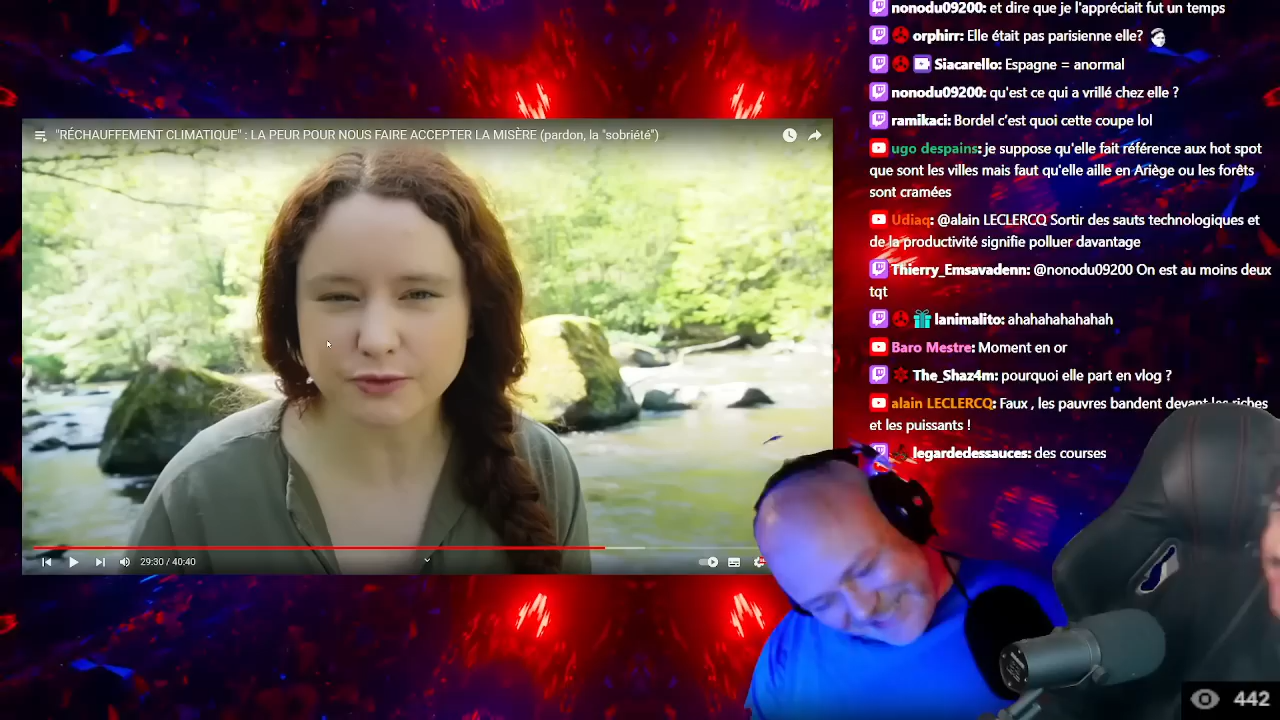 "RÉCHAUFFEMENT CLIMATIQUE" : LA PEUR POUR NOUS FAIRE ACCEPTER LA MISÈRE (pardon, la "sobriété")
29:30 / 40:40
nonodu09200: et dire que je l'appréciait fut un temps
orphirr: Elle était pas parisienne elle?
Siacarello: Espagne = anormal
nonodu09200: qu'est ce qui a vrillé chez elle ?
ramikaci: Bordel c'est quoi cette coupe lol
ugo despains: je suppose qu'elle fait référence aux hot spot
que sont les villes mais faut qu'elle aille en Ariège ou les forêts
sont cramées
Udiaq: @alain LECLERCQ Sortir des sauts technologiques et
de la productivité signifie polluer davantage
Thierry_Emsavadenn: @nonodu09200 On est au moins deux
tqt
lanimalito: ahahahahahahah
Baro Mestre: Moment en or
The_Shaz4m: pourquoi elle part en vlog ?
alain LECLERCQ: Faux , les pauvres bandent devant les riches
et les puissants !
legardedessauces: des courses
442